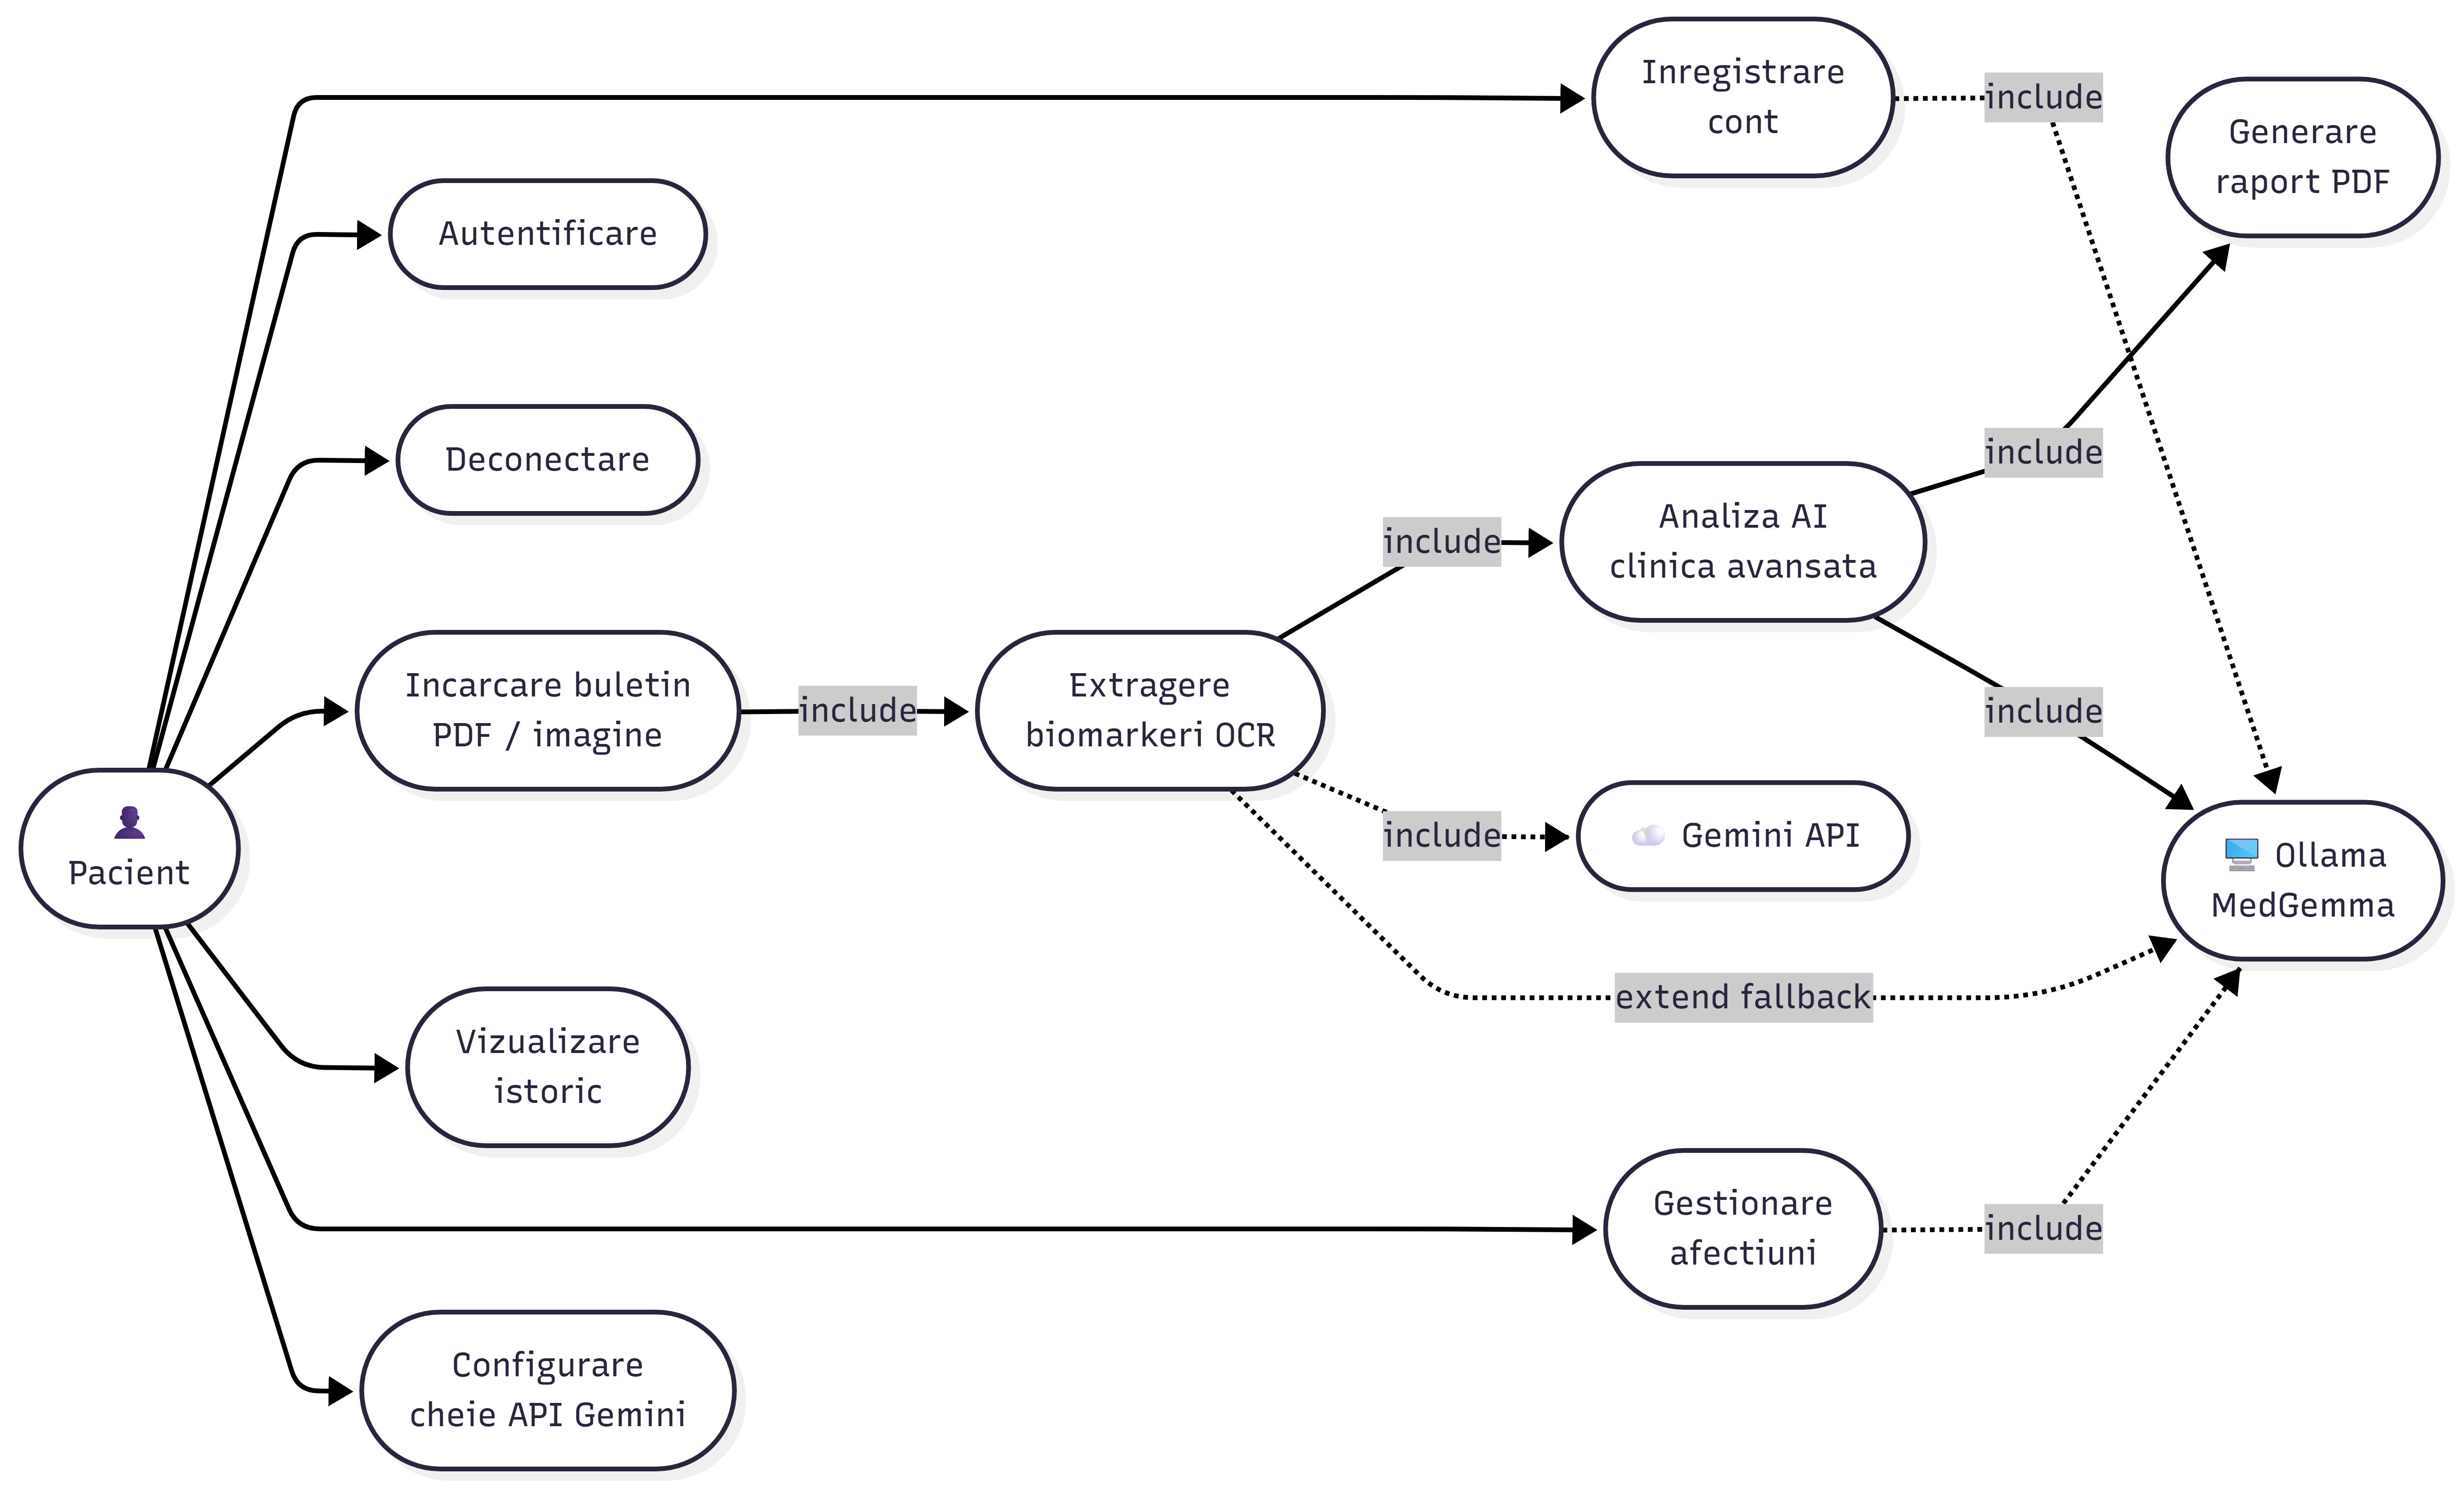 Inregistrare
cont
include
Generare
raport PDF
Autentificare
Deconectare
include
Analiza AI
clinica avansata
include
Incarcare buletin
PDF / imagine
include
Extragere
biomarkeri OCR
include
Pacient
include
Gemini API
Ollama
MedGemma
extend fallback
Vizualizare
istoric
Gestionare
afectiuni
include
Configurare
cheie API Gemini